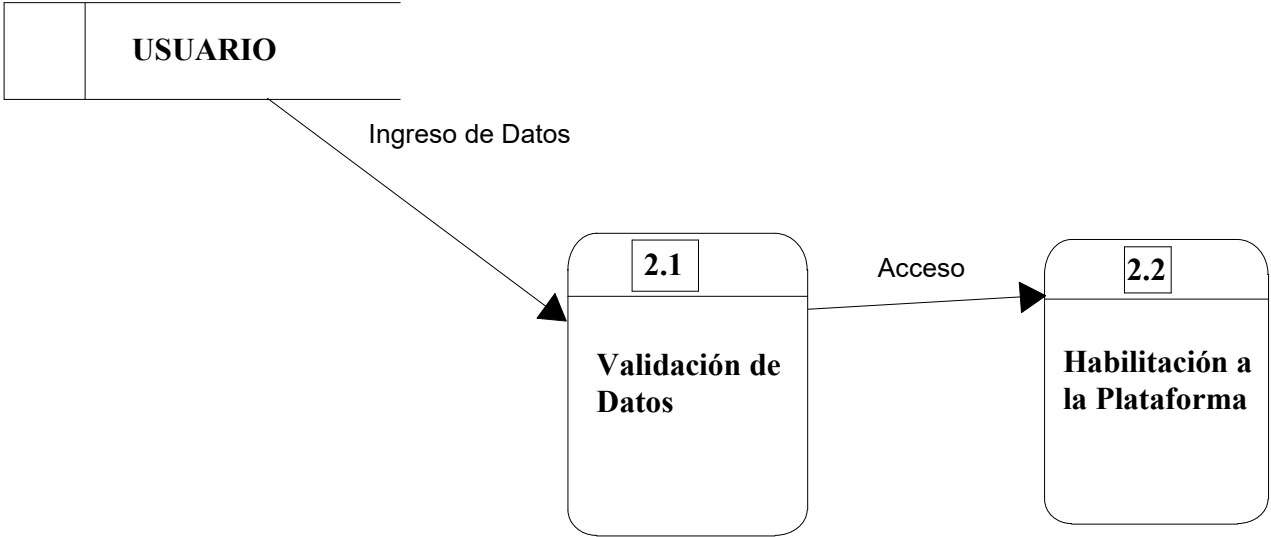 USUARIO
Ingreso de Datos
2.1
Acceso
2.2
Validación de
Datos
Habilitación a
la Plataforma